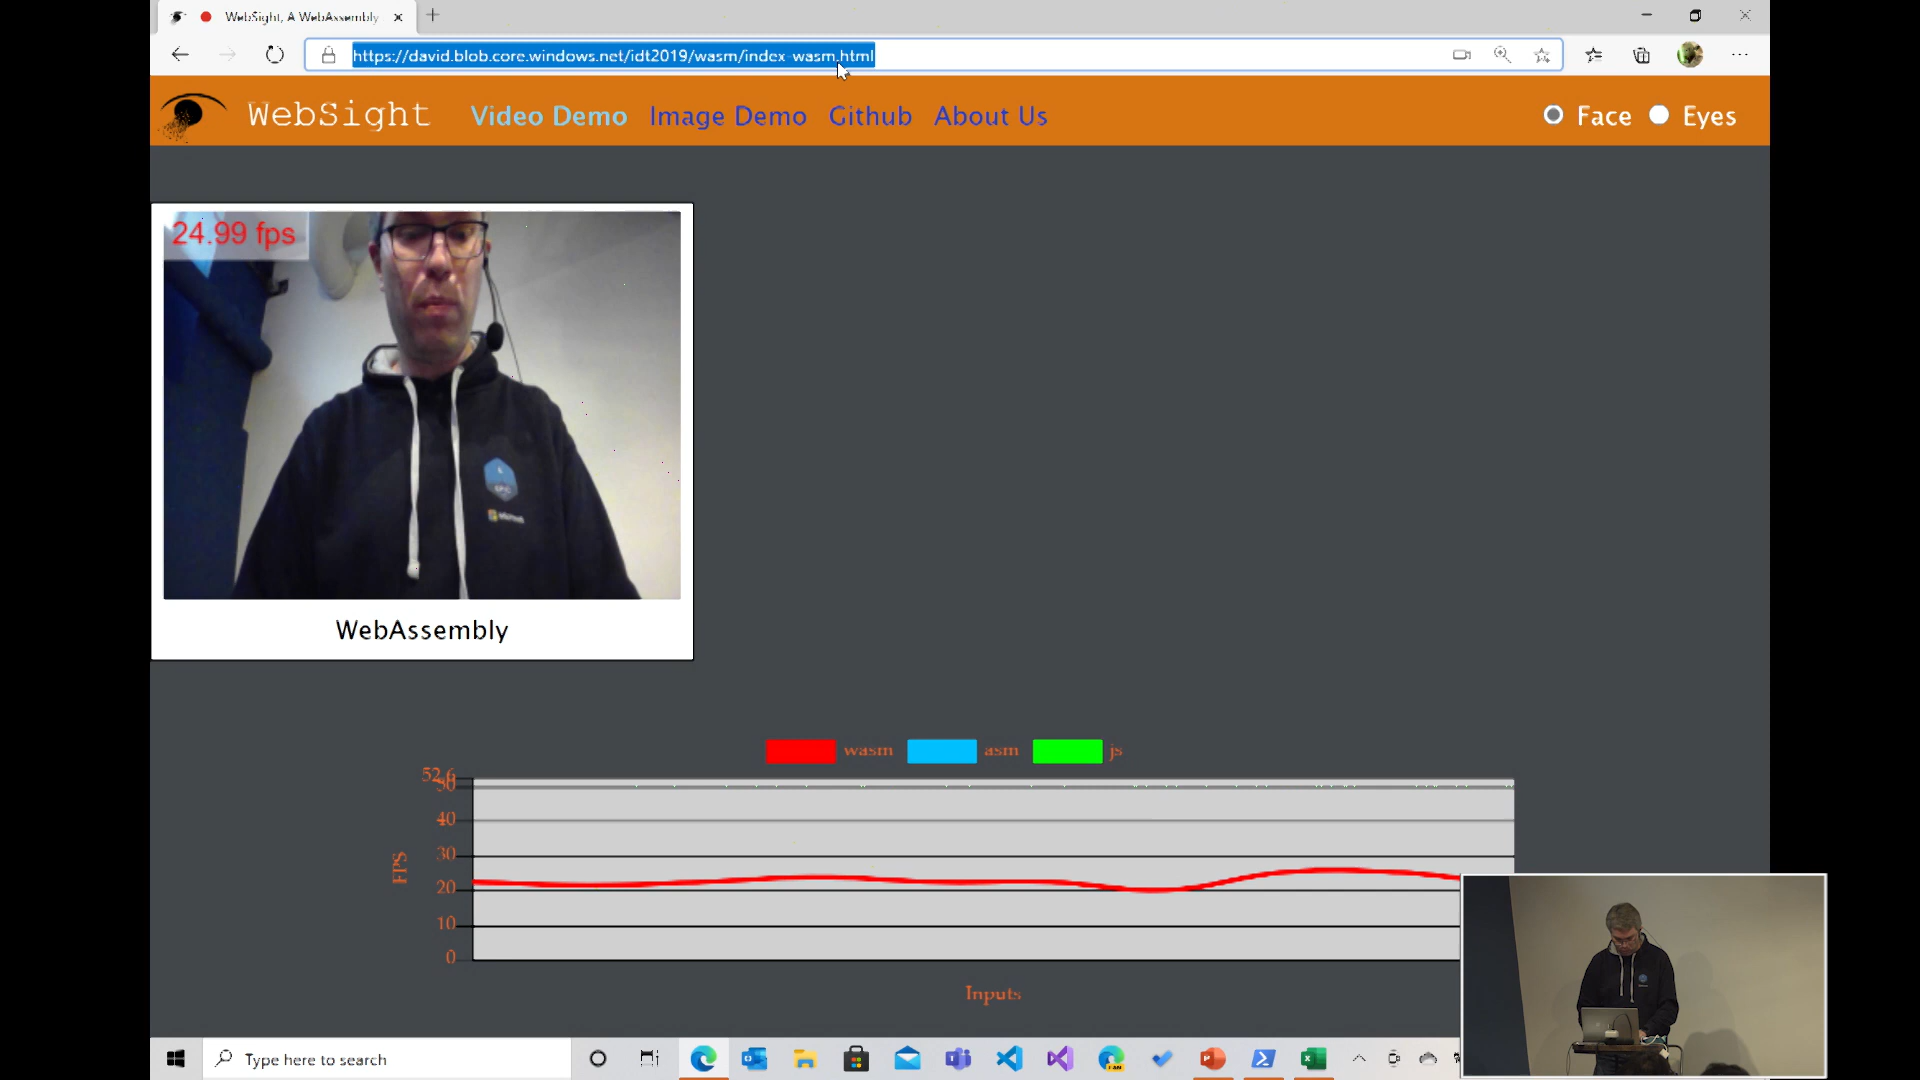 WebSight, A WebAssembly
https://david.blob.core.windows.net/idt2019/wasm/index-wasm.html
WebSight Video Demo Image Demo Github About Us Face Eyes
24.99 fps
WebAssembly
wasm asm js
52.6
50
40
30
20
10
0
FPS
Inputs
Type here to search